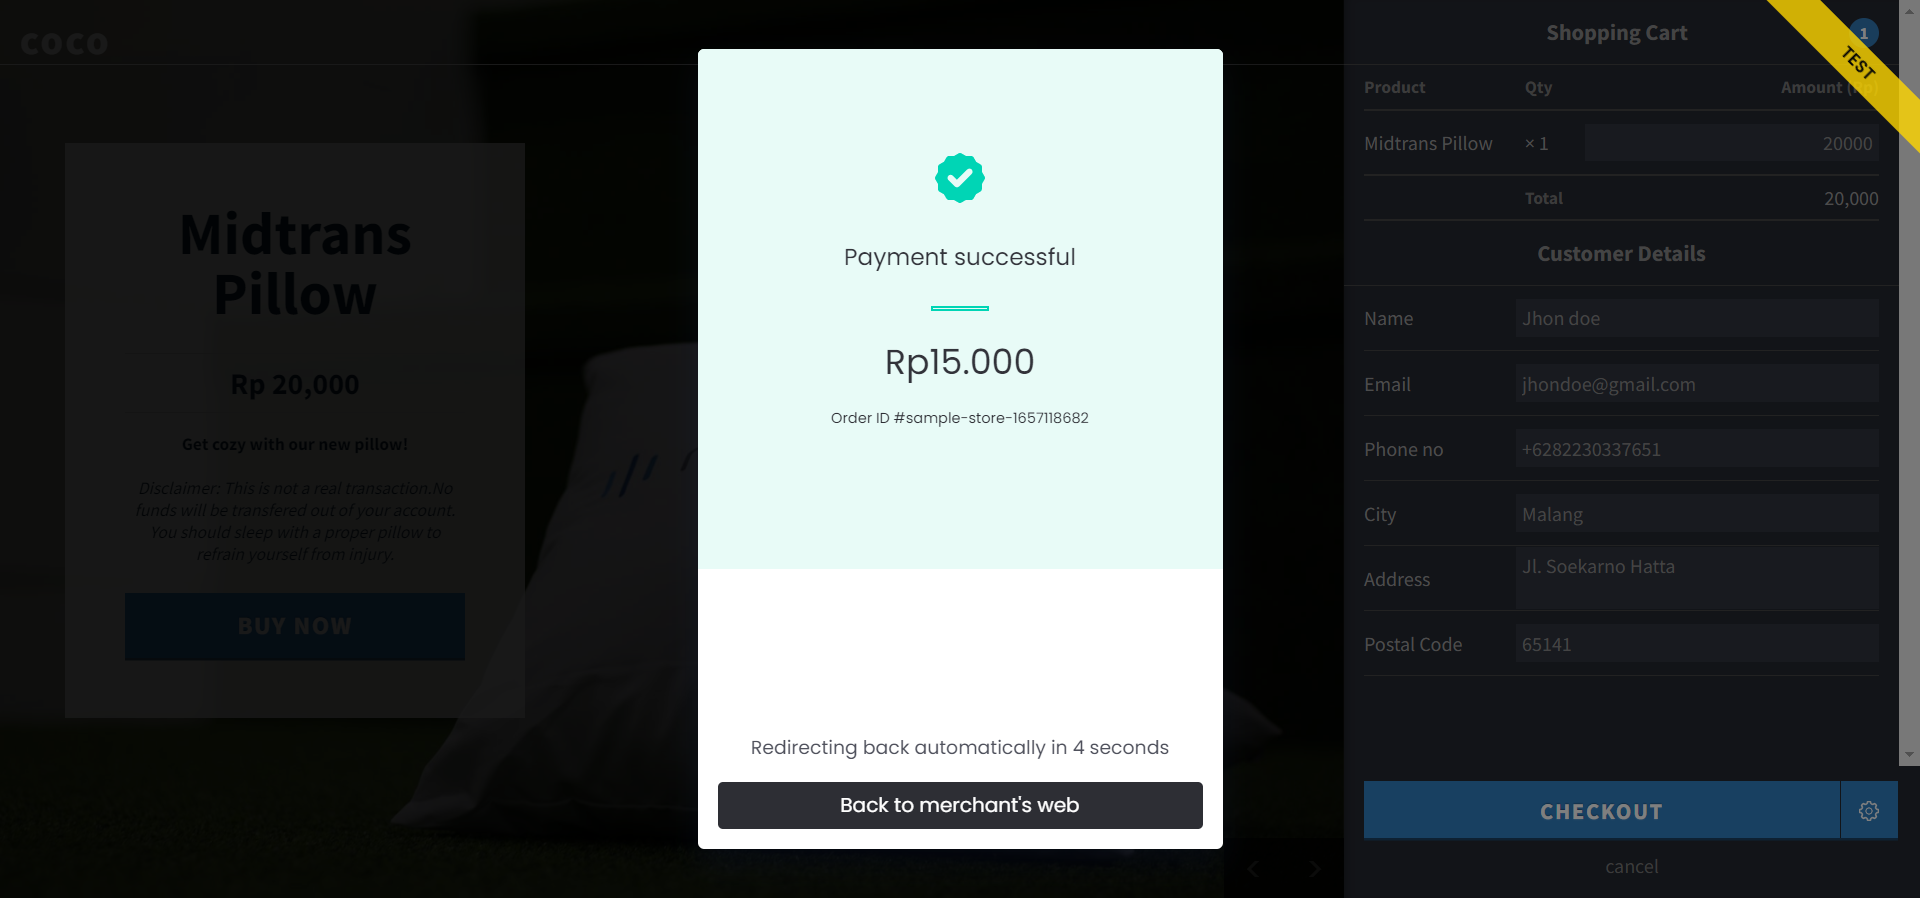 coco
Midtrans
Pillow
Rp 20,000
Get cozy with our new pillow!
Disclaimer: This is not a real transaction.No
funds will be transfered out of your account.
You should sleep with a proper pillow to
refrain yourself from injury.
BUY NOW
Payment successful
Rp15.000
Order ID #sample-store-1657118682
Redirecting back automatically in 4 seconds
Back to merchant's web
Shopping Cart 1
TEST
Product Qty Amount (Rp)
Midtrans Pillow × 1 20000
Total 20,000
Customer Details
Name Jhon doe
Email jhondoe@gmail.com
Phone no +6282230337651
City Malang
Address Jl. Soekarno Hatta
Postal Code 65141
CHECKOUT
cancel